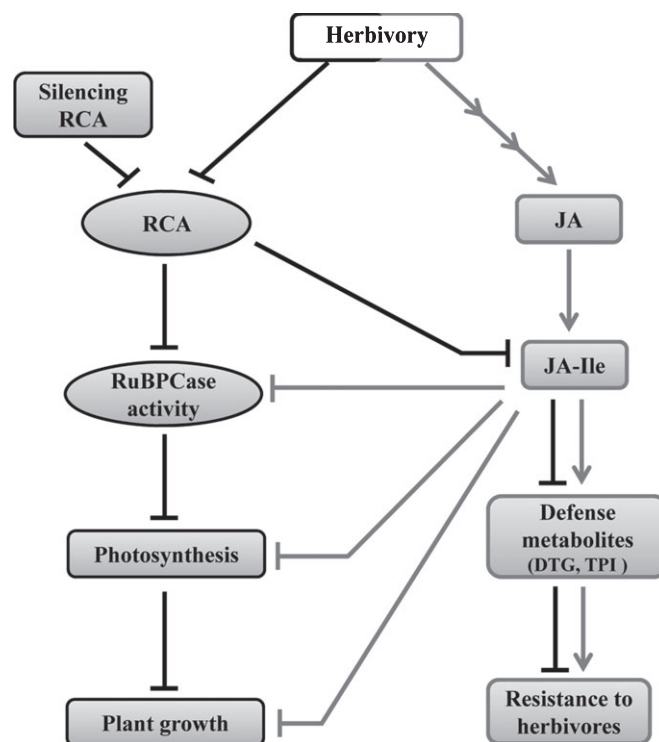 Herbivory
Silencing
RCA
RCA
JA
RuBPCase
activity
JA-Ile
Photosynthesis
Defense
metabolites
(DTG, TPI )
Plant growth
Resistance to
herbivores